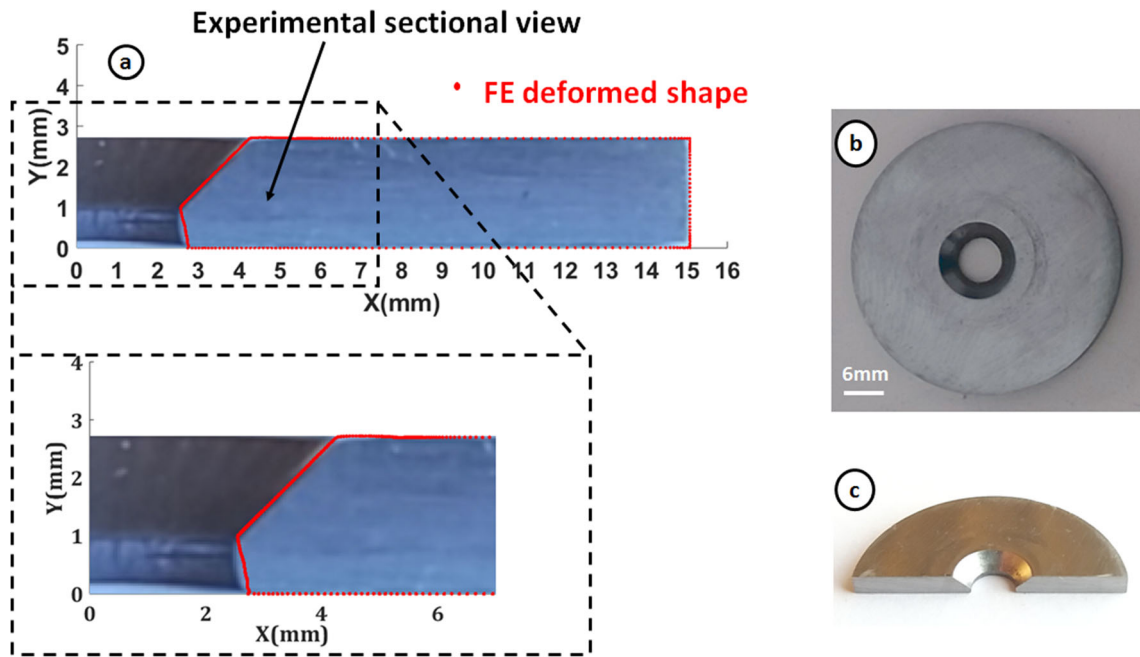 Experimental sectional view
a
5
4
3
2
1
0
Y(mm)
• FE deformed shape
0 1 2 3 4 5 6 7 8 9 10 11 12 13 14 15 16
X(mm)
4
3
2
1
0
Y(mm)
0 2 4 6
X(mm)
b
6mm
c